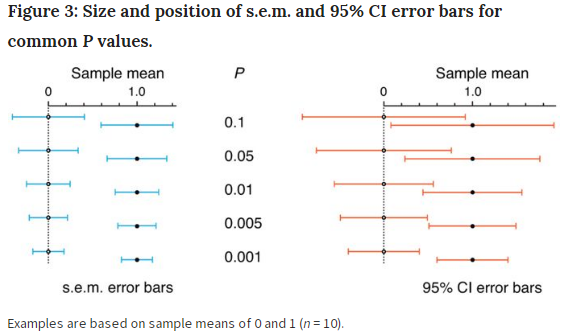 Figure 3: Size and position of s.e.m. and 95% CI error bars for
common P values.
Sample mean P Sample mean
0 1.0 0 1.0
0.1
0.05
0.01
0.005
0.001
s.e.m. error bars 95% CI error bars
Examples are based on sample means of 0 and 1 (n = 10).